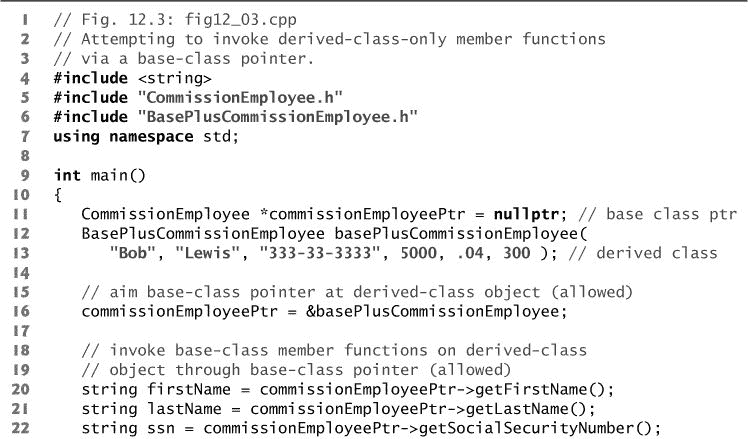 1 // Fig. 12.3: fig12_03.cpp
2 // Attempting to invoke derived-class-only member functions
3 // via a base-class pointer.
4 #include <string>
5 #include "CommissionEmployee.h"
6 #include "BasePlusCommissionEmployee.h"
7 using namespace std;
8
9 int main()
10 {
11 CommissionEmployee *commissionEmployeePtr = nullptr; // base class ptr
12 BasePlusCommissionEmployee basePlusCommissionEmployee(
13 "Bob", "Lewis", "333-33-3333", 5000, .04, 300 ); // derived class
14
15 // aim base-class pointer at derived-class object (allowed)
16 commissionEmployeePtr = &basePlusCommissionEmployee;
17
18 // invoke base-class member functions on derived-class
19 // object through base-class pointer (allowed)
20 string firstName = commissionEmployeePtr->getFirstName();
21 string lastName = commissionEmployeePtr->getLastName();
22 string ssn = commissionEmployeePtr->getSocialSecurityNumber();